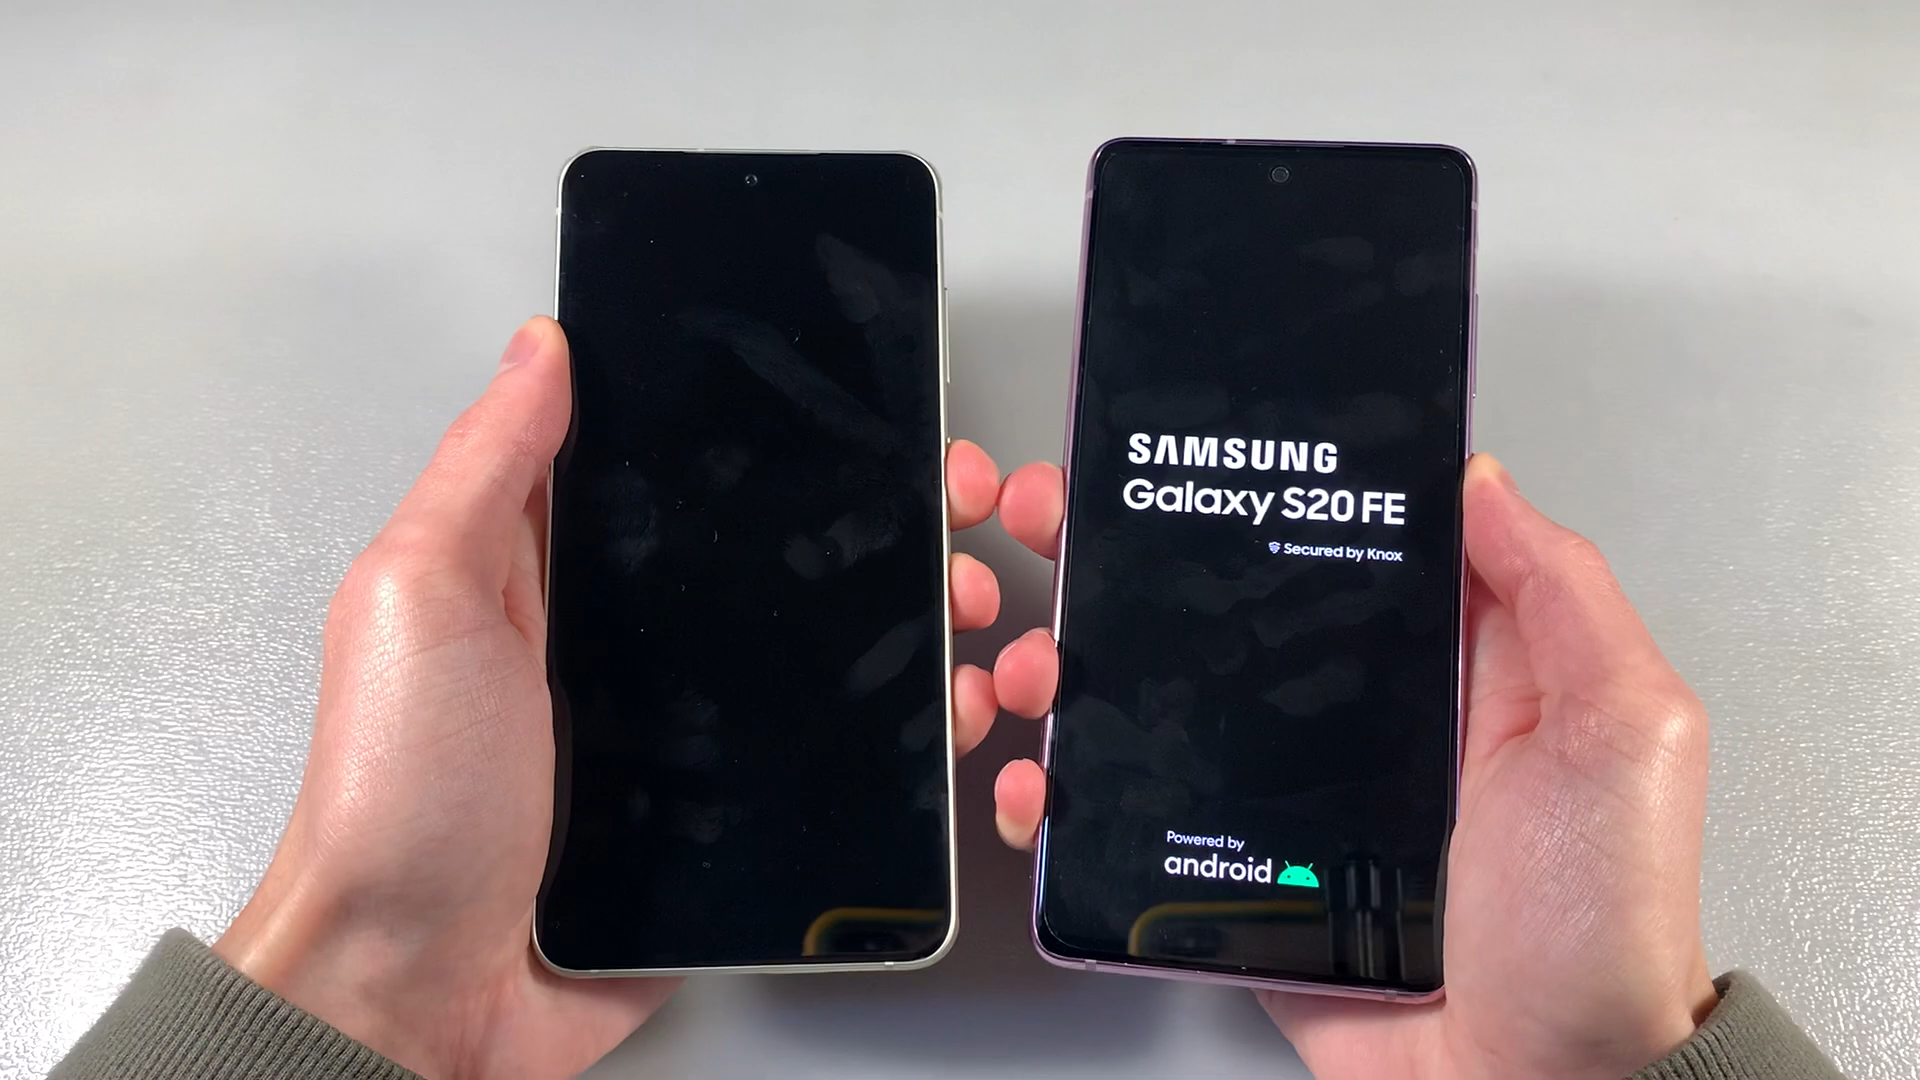 SAMSUNG
Galaxy S20 FE
Secured by Knox
Powered by
android